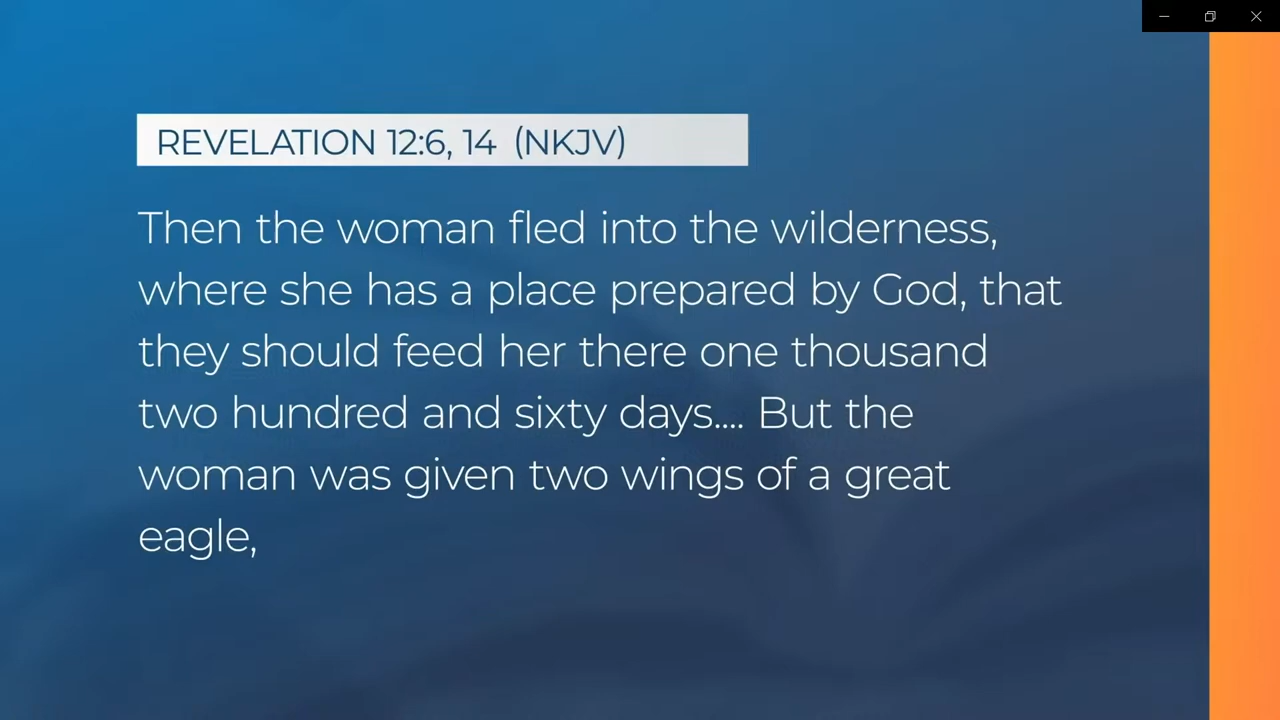 REVELATION 12:6, 14 (NKJV)
Then the woman fled into the wilderness,
where she has a place prepared by God, that
they should feed her there one thousand
two hundred and sixty days.... But the
woman was given two wings of a great
eagle,